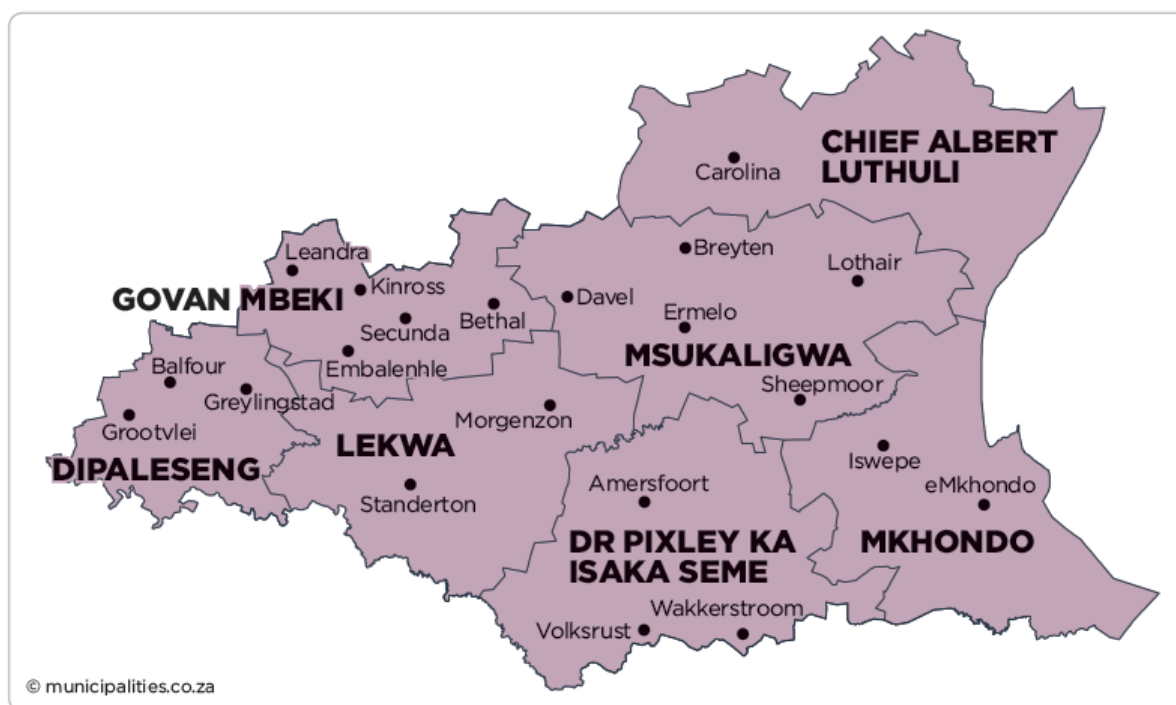 CHIEF ALBERT
LUTHULI
Carolina
Breyten
Lothair
Leandra
Kinross
GOVAN MBEKI
Davel
Secunda
Bethal
Ermelo
MSUKALIGWA
Embalenhle
Balfour
Sheepmoor
Greylingstad
Morgenzon
Grootvlei
LEKWA
DIPALESENG
Iswepe
Standerton
Amersfoort
eMkhondo
DR PIXLEY KA
ISAKA SEME
MKHONDO
Wakkerstroom
Volksrust
© municipalities.co.za